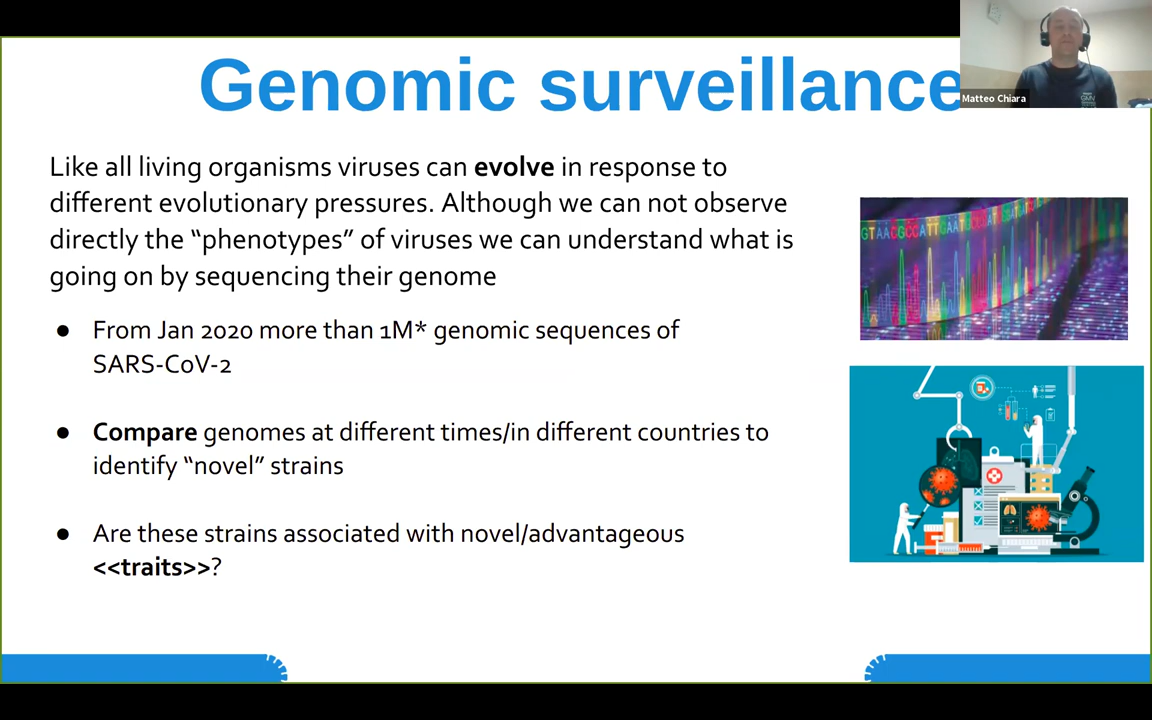 Genomic surveillance
Matteo Chiara
Like all living organisms viruses can evolve in response to
different evolutionary pressures. Although we can not observe
directly the “phenotypes” of viruses we can understand what is
going on by sequencing their genome
● From Jan 2020 more than 1M* genomic sequences of
SARS-CoV-2
● Compare genomes at different times/in different countries to
identify “novel” strains
● Are these strains associated with novel/advantageous
<<traits>>?